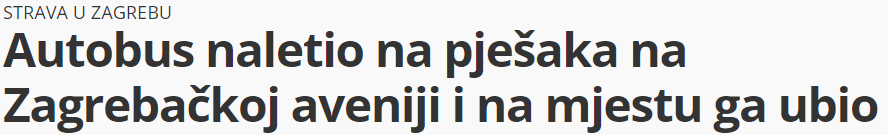 STRAVA U ZAGREBU
Autobus naletio na pješaka na
Zagrebačkoj aveniji i na mjestu ga ubio